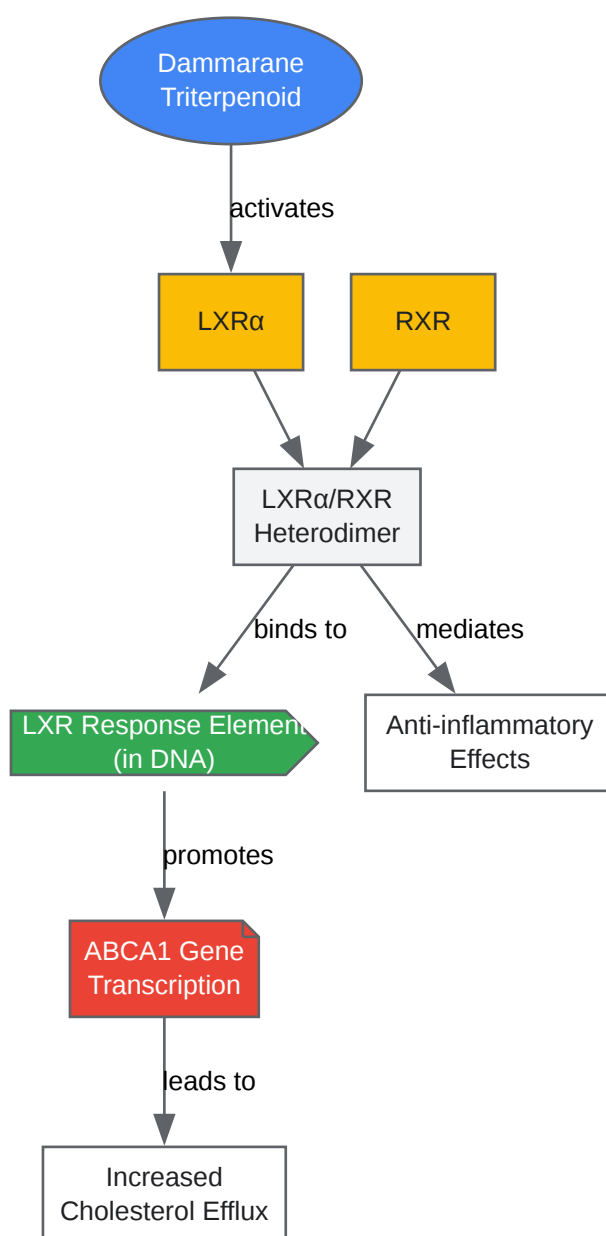 Dammarane
Triterpenoid
activates
LXRα
RXR
LXRα/RXR
Heterodimer
binds to
mediates
LXR Response Element
(in DNA)
Anti-inflammatory
Effects
promotes
ABCA1 Gene
Transcription
leads to
Increased
Cholesterol Efflux